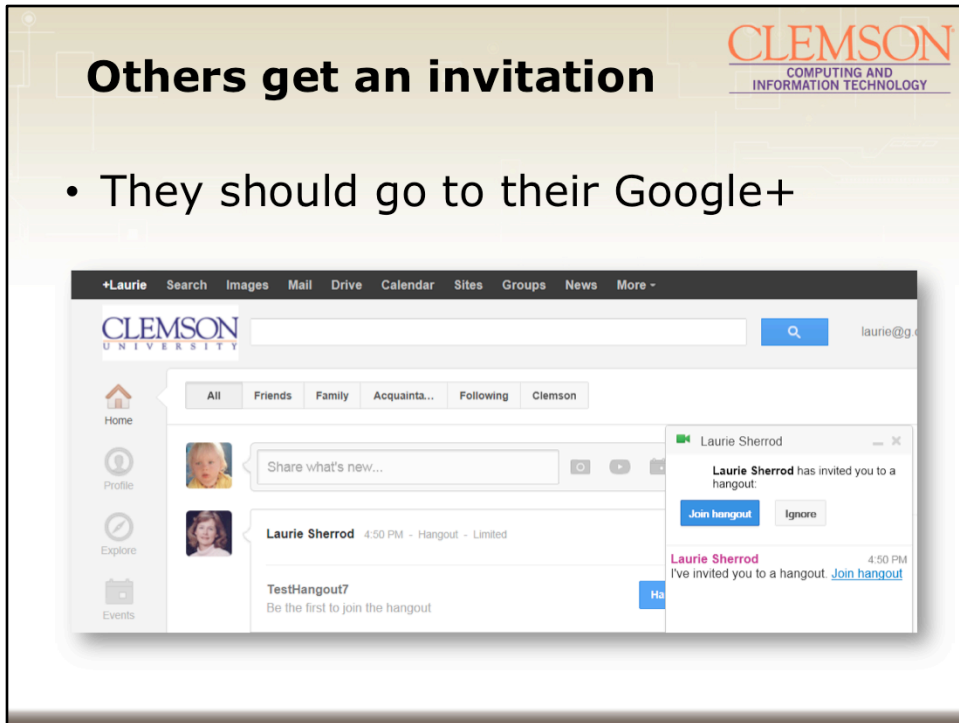 CLEMSON
COMPUTING AND
INFORMATION TECHNOLOGY
Others get an invitation
• They should go to their Google+
+Laurie Search Images Mail Drive Calendar Sites Groups News More
CLEMSON
UNIVERSITY
laurie@g.
All Friends Family Acquainta... Following Clemson
Home
Profile
Explore
Events
Share what's new...
Laurie Sherrod 4:50 PM - Hangout - Limited
TestHangout7
Be the first to join the hangout
Ha
Laurie Sherrod
Laurie Sherrod has invited you to a
hangout:
Join hangout Ignore
Laurie Sherrod 4:50 PM
I've invited you to a hangout. Join hangout